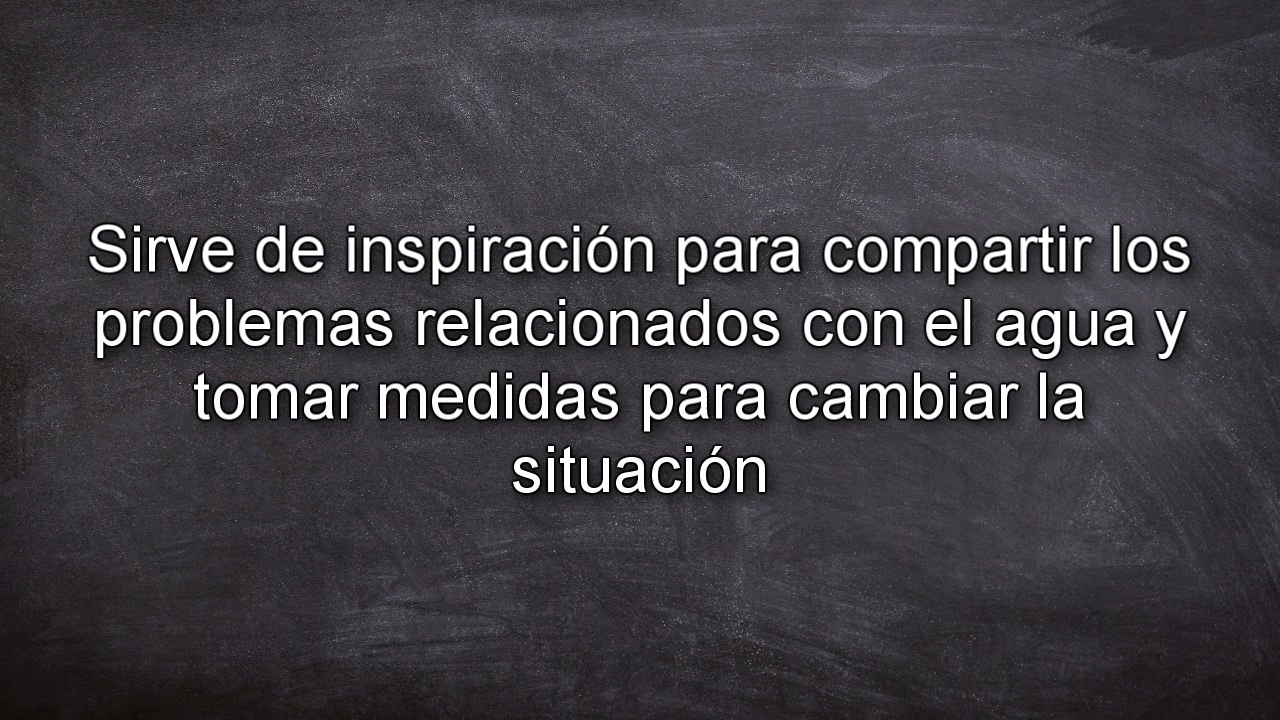 Sirve de inspiración para compartir los
problemas relacionados con el agua y
tomar medidas para cambiar la
situación